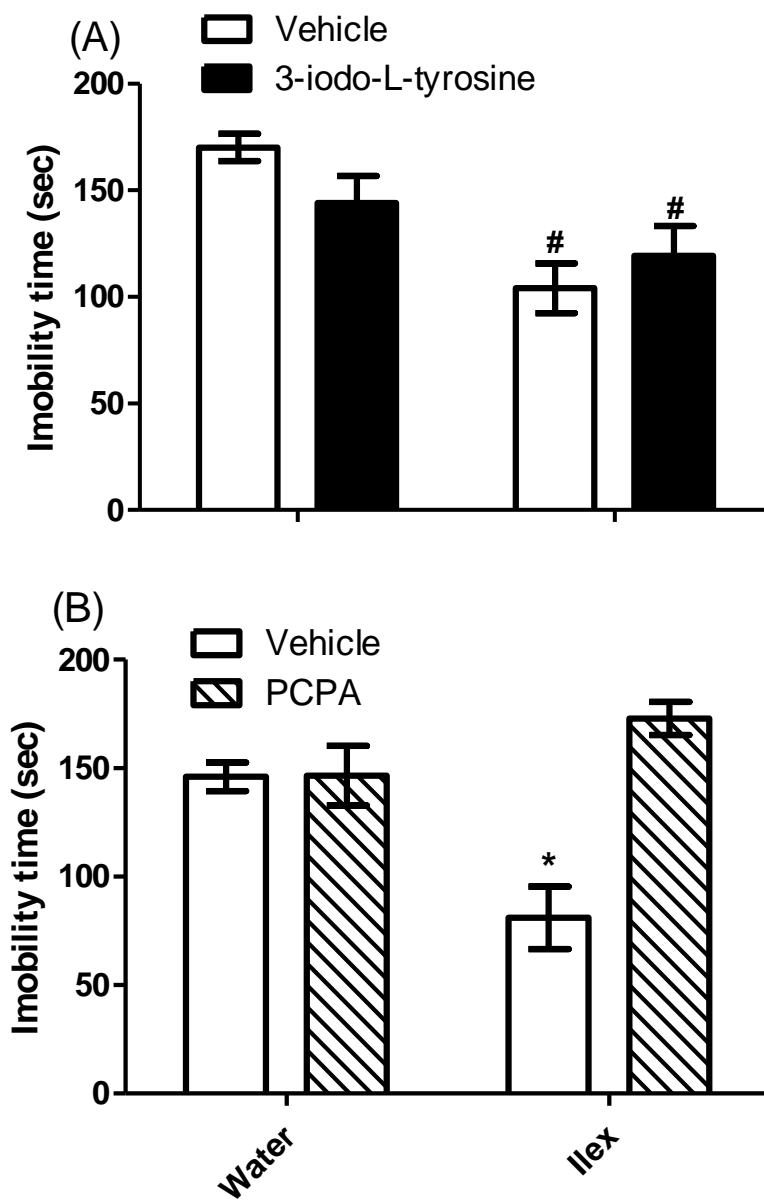 (A)
Vehicle
3-iodo-L-tyrosine
Imobility time (sec)
200
150
100
50
0
#
#
(B)
Vehicle
PCPA
Imobility time (sec)
200
150
100
50
0
*
Water
Ilex